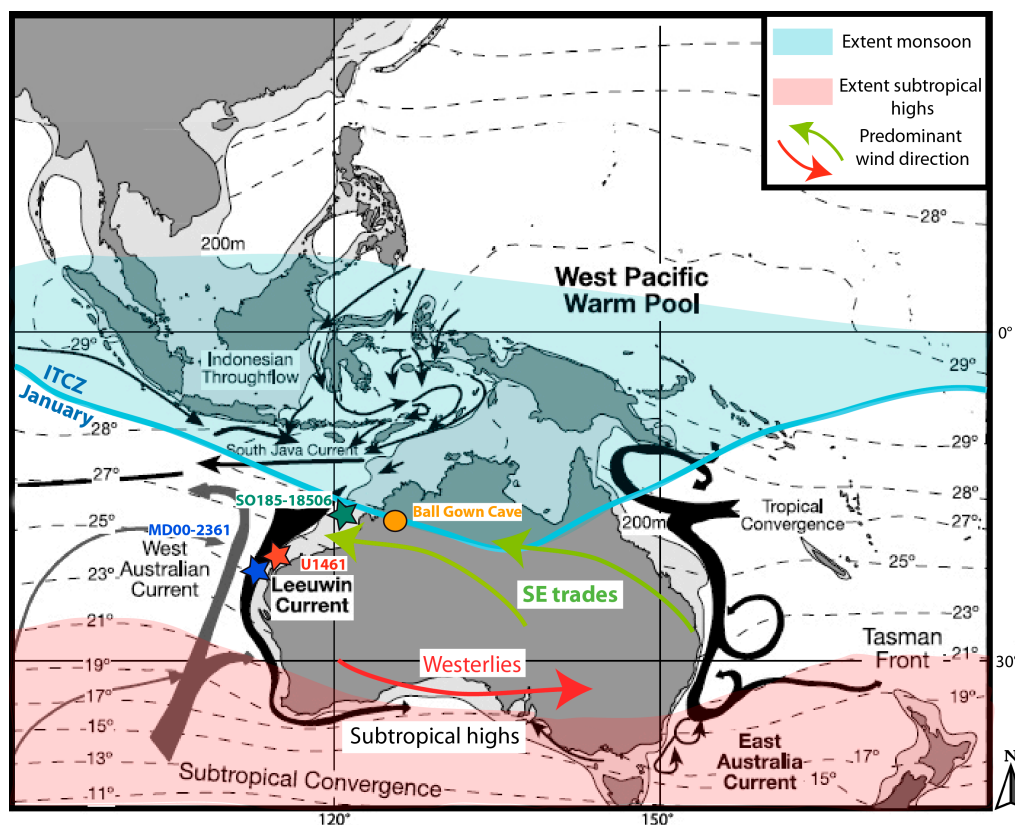 Extent monsoon
Extent subtropical
highs
Predominant
wind direction
28°
200m
West Pacific
Warm Pool
0°
29°
Indonesian
Throughflow
29°
ITCZ
January
28°
South Java Current
29°
27°
SO185-18506
28°
Ball Gown Cave
200m
Tropical
Convergence
27°
25°
MD00-2361
West
Australian
Current
U1461
25°
23°
Leeuwin
Current
SE trades
23°
21°
Tasman
Front
19°
Westerlies
21°
30°
17°
19°
15°
Subtropical highs
East
Australia
Current
17°
13°
15°
Subtropical Convergence
11°
N
120°
150°